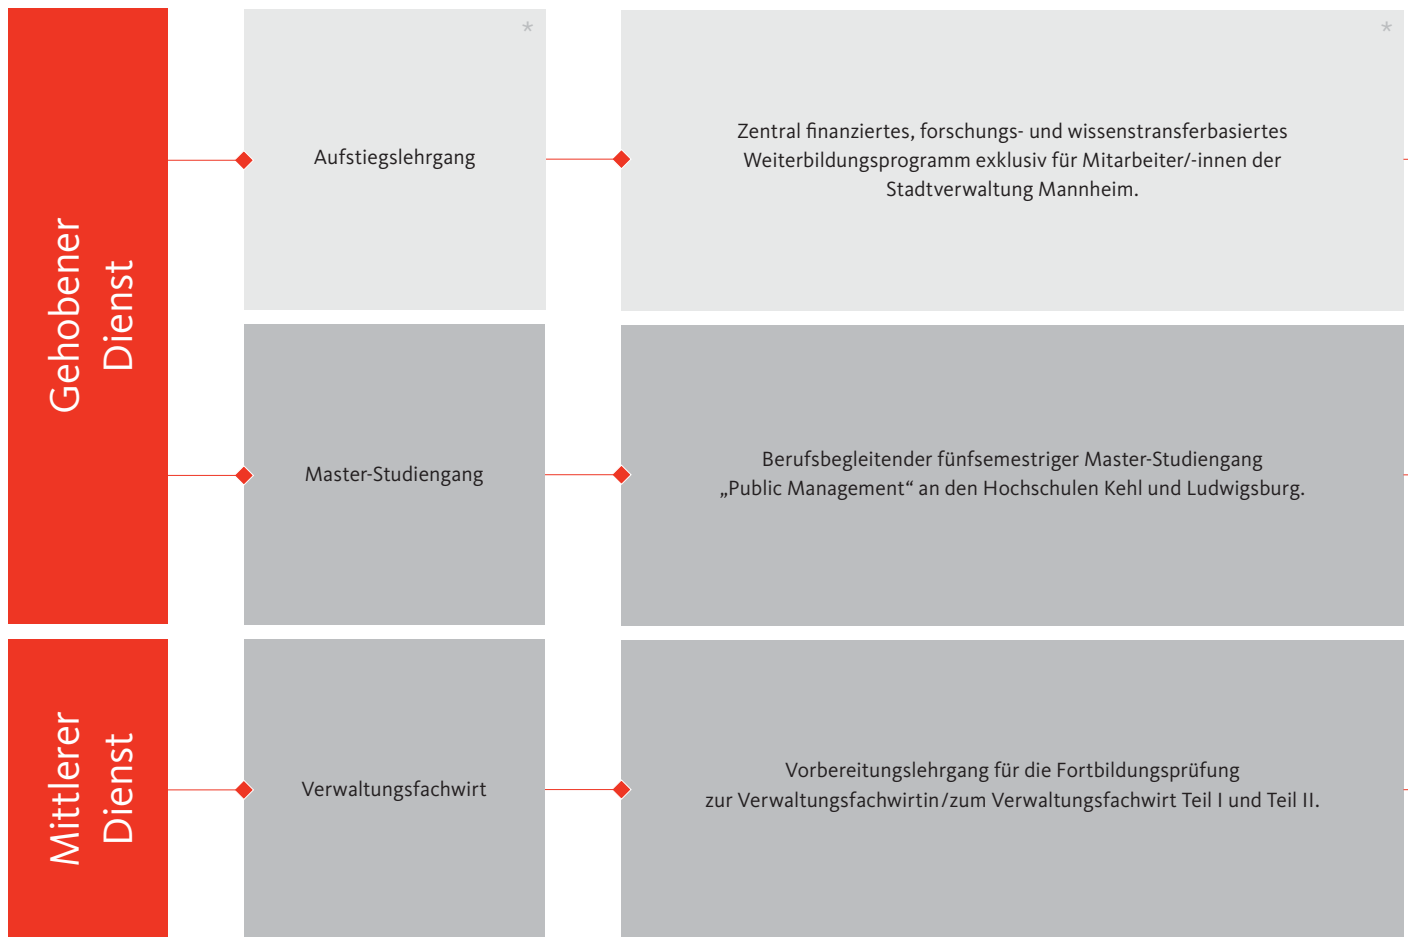 Gehobener
Dienst
*
Aufstiegslehrgang
*
Zentral finanziertes, forschungs- und wissenstransferbasiertes
Weiterbildungsprogramm exklusiv für Mitarbeiter/-innen der
Stadtverwaltung Mannheim.
Master-Studiengang
Berufsbegleitender fünfsemestriger Master-Studiengang
„Public Management“ an den Hochschulen Kehl und Ludwigsburg.
Mittlerer
Dienst
Verwaltungsfachwirt
Vorbereitungslehrgang für die Fortbildungsprüfung
zur Verwaltungsfachwirtin/zum Verwaltungsfachwirt Teil I und Teil II.